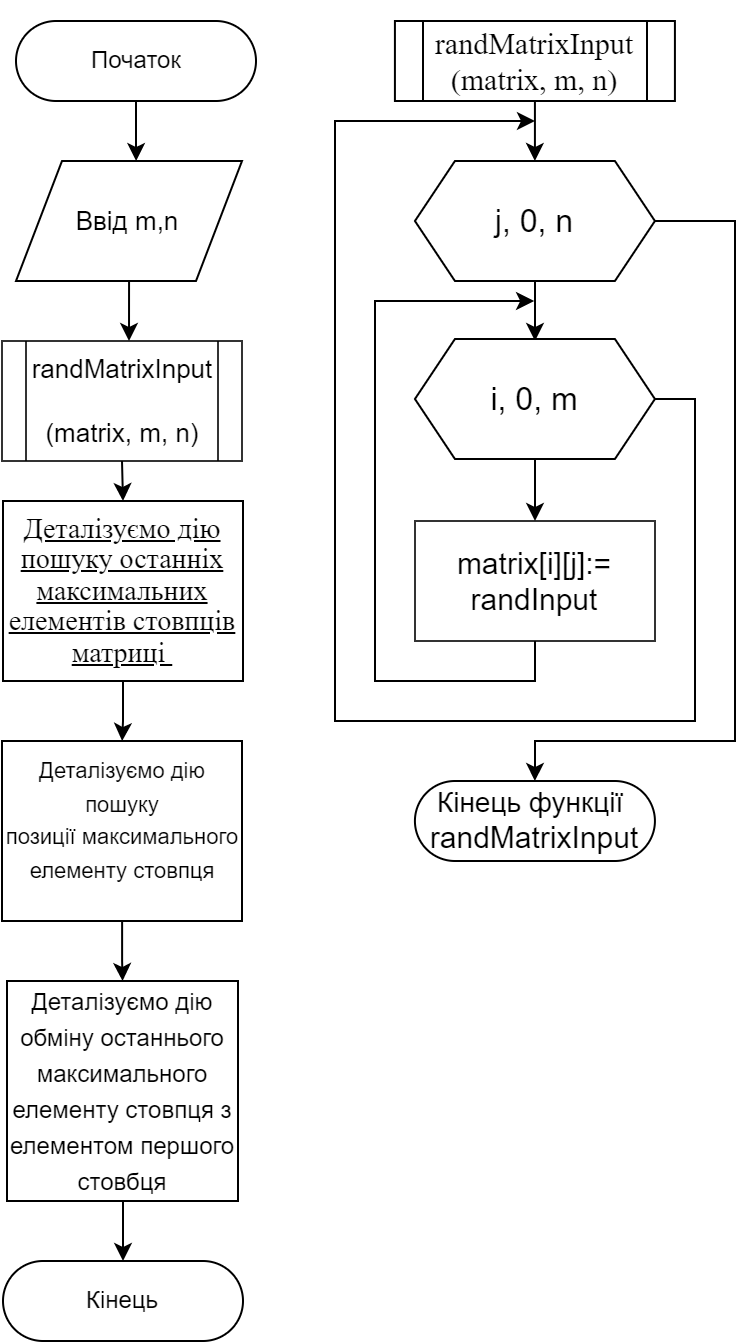 Початок
Ввід m,n
randMatrixInput
(matrix, m, n)
Деталізуємо дію
пошуку останніх
максимальних
елементів стовпців
матриці
Деталізуємо дію
пошуку
позиції максимального
елементу стовпця
Деталізуємо дію
обміну останнього
максимального
елементу стовпця з
елементом першого
стовбця
Кінець
randMatrixInput
(matrix, m, n)
j, 0, n
i, 0, m
matrix[i][j]:=
randInput
Кінець функції
randMatrixInput